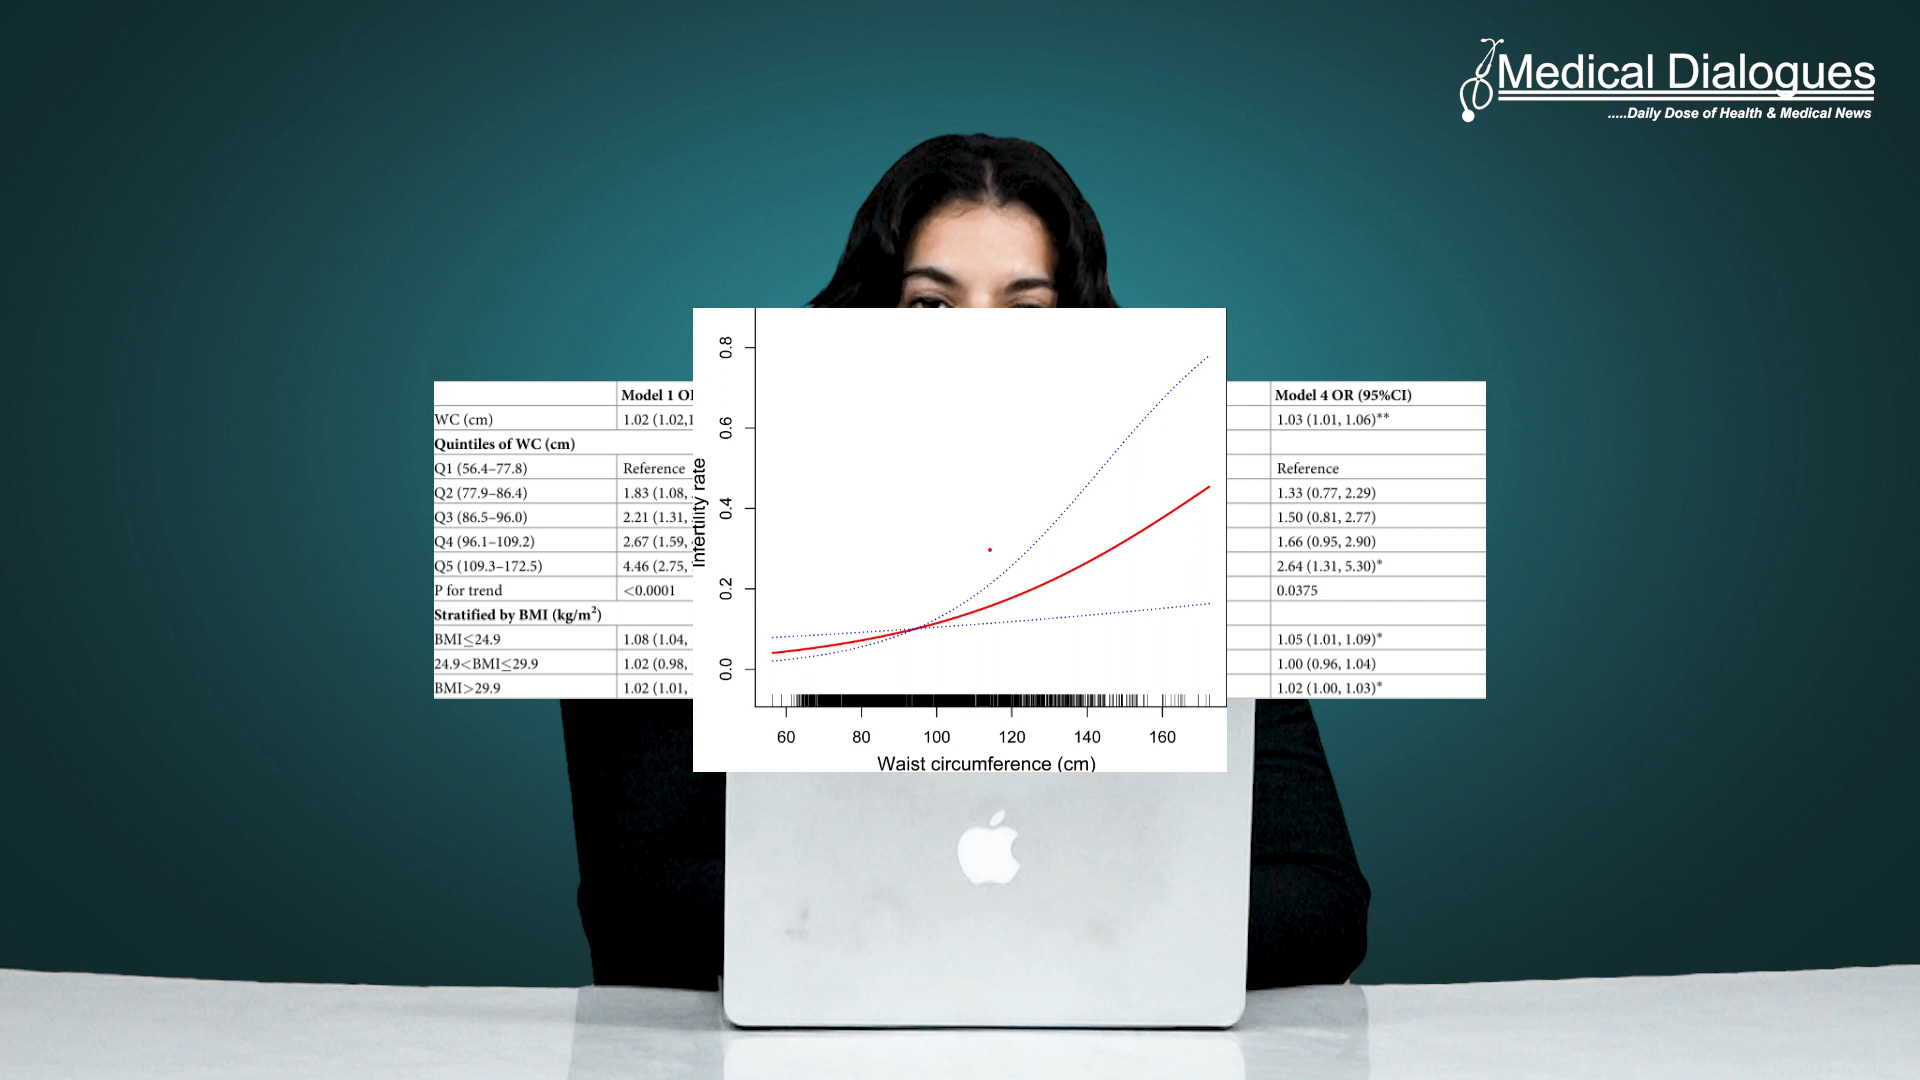 Medical Dialogues
.....Daily Dose of Health & Medical News
Model 1 Model 4 OR (95%CI)
WC (cm) 1.02 (1.02,1 1.03 (1.01, 1.06)**
Quintiles of WC (cm)
Q1 (56.4–77.8) Reference Reference
Q2 (77.9–86.4) 1.83 (1.08, 1.33 (0.77, 2.29)
Q3 (86.5–96.0) 2.21 (1.31, 1.50 (0.81, 2.77)
Q4 (96.1–109.2) 2.67 (1.59, 1.66 (0.95, 2.90)
Q5 (109.3–172.5) 4.46 (2.75, 2.64 (1.31, 5.30)*
P for trend <0.0001 0.0375
Stratified by BMI (kg/m²)
BMI≤24.9 1.08 (1.04, 1.05 (1.01, 1.09)*
24.9<BMI≤29.9 1.02 (0.98, 1.00 (0.96, 1.04)
BMI>29.9 1.02 (1.01, 1.02 (1.00, 1.03)*
Infertility rate
0.8
0.6
0.4
0.2
0.0
60 80 100 120 140 160
Waist circumference (cm)